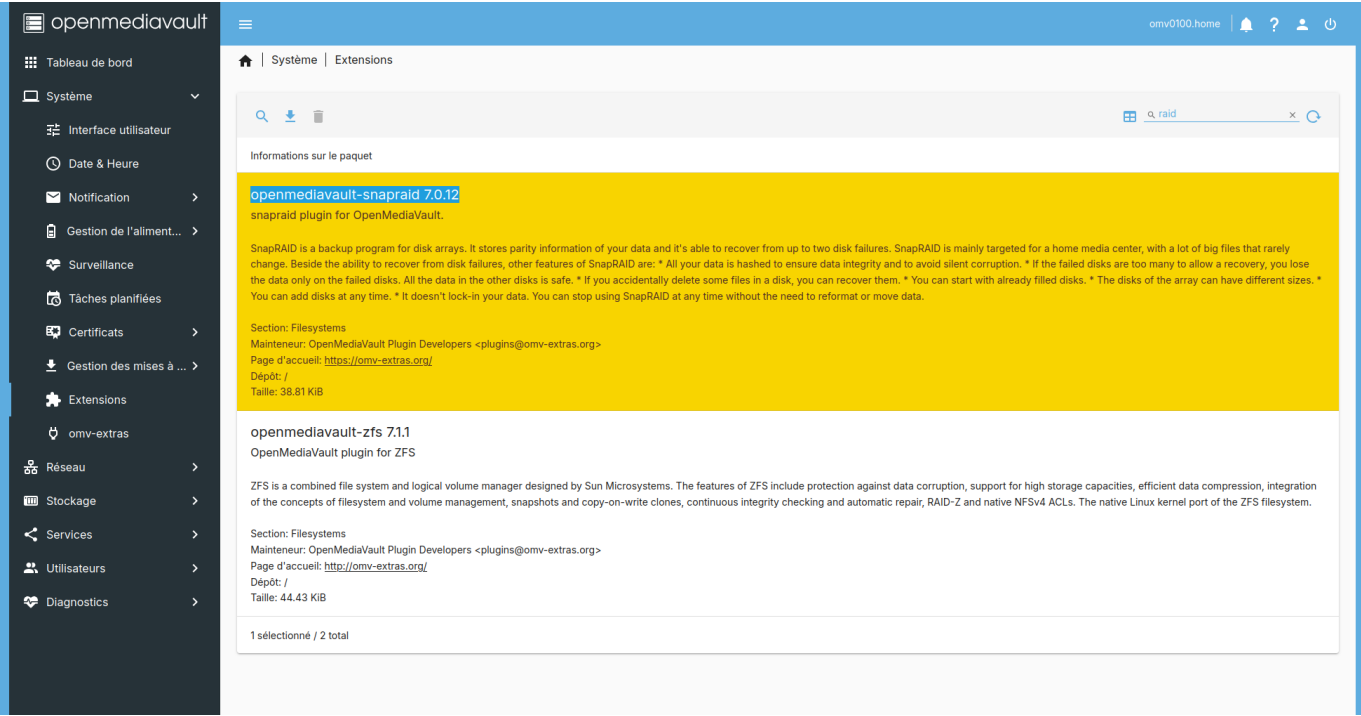 openmediavault
omv0100.home
Tableau de bord
Système | Extensions
Système
Interface utilisateur
Date & Heure
Notification
Gestion de l'aliment...
Surveillance
Tâches planifiées
Certificats
Gestion des mises à ...
Extensions
omv-extras
Réseau
Stockage
Services
Utilisateurs
Diagnostics
raid
Informations sur le paquet
openmediavault-snapraid 7.0.12
snapraid plugin for OpenMediaVault.
SnapRAID is a backup program for disk arrays. It stores parity information of your data and it's able to recover from up to two disk failures. SnapRAID is mainly targeted for a home media center, with a lot of big files that rarely
change. Beside the ability to recover from disk failures, other features of SnapRAID are: * All your data is hashed to ensure data integrity and to avoid silent corruption. * If the failed disks are too many to allow a recovery, you lose
the data only on the failed disks. All the data in the other disks is safe. * If you accidentally delete some files in a disk, you can recover them. * You can start with already filled disks. * The disks of the array can have different sizes. *
You can add disks at any time. * It doesn't lock-in your data. You can stop using SnapRAID at any time without the need to reformat or move data.
Section: Filesystems
Mainteneur: OpenMediaVault Plugin Developers <plugins@omv-extras.org>
Page d'accueil: https://omv-extras.org/
Dépôt: /
Taille: 38.81 KiB
openmediavault-zfs 7.1.1
OpenMediaVault plugin for ZFS
ZFS is a combined file system and logical volume manager designed by Sun Microsystems. The features of ZFS include protection against data corruption, support for high storage capacities, efficient data compression, integration
of the concepts of filesystem and volume management, snapshots and copy-on-write clones, continuous integrity checking and automatic repair, RAID-Z and native NFSv4 ACLs. The native Linux kernel port of the ZFS filesystem.
Section: Filesystems
Mainteneur: OpenMediaVault Plugin Developers <plugins@omv-extras.org>
Page d'accueil: http://omv-extras.org/
Dépôt: /
Taille: 44.43 KiB
1 sélectionné / 2 total